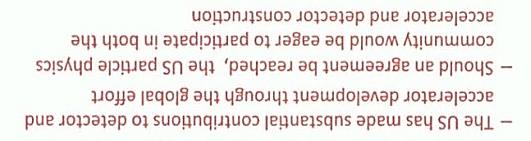 – The US has made substantial contributions to detector and
accelerator development through the global effort
– Should an agreement be reached, the US particle physics
community would be eager to participate in both the
accelerator and detector construction